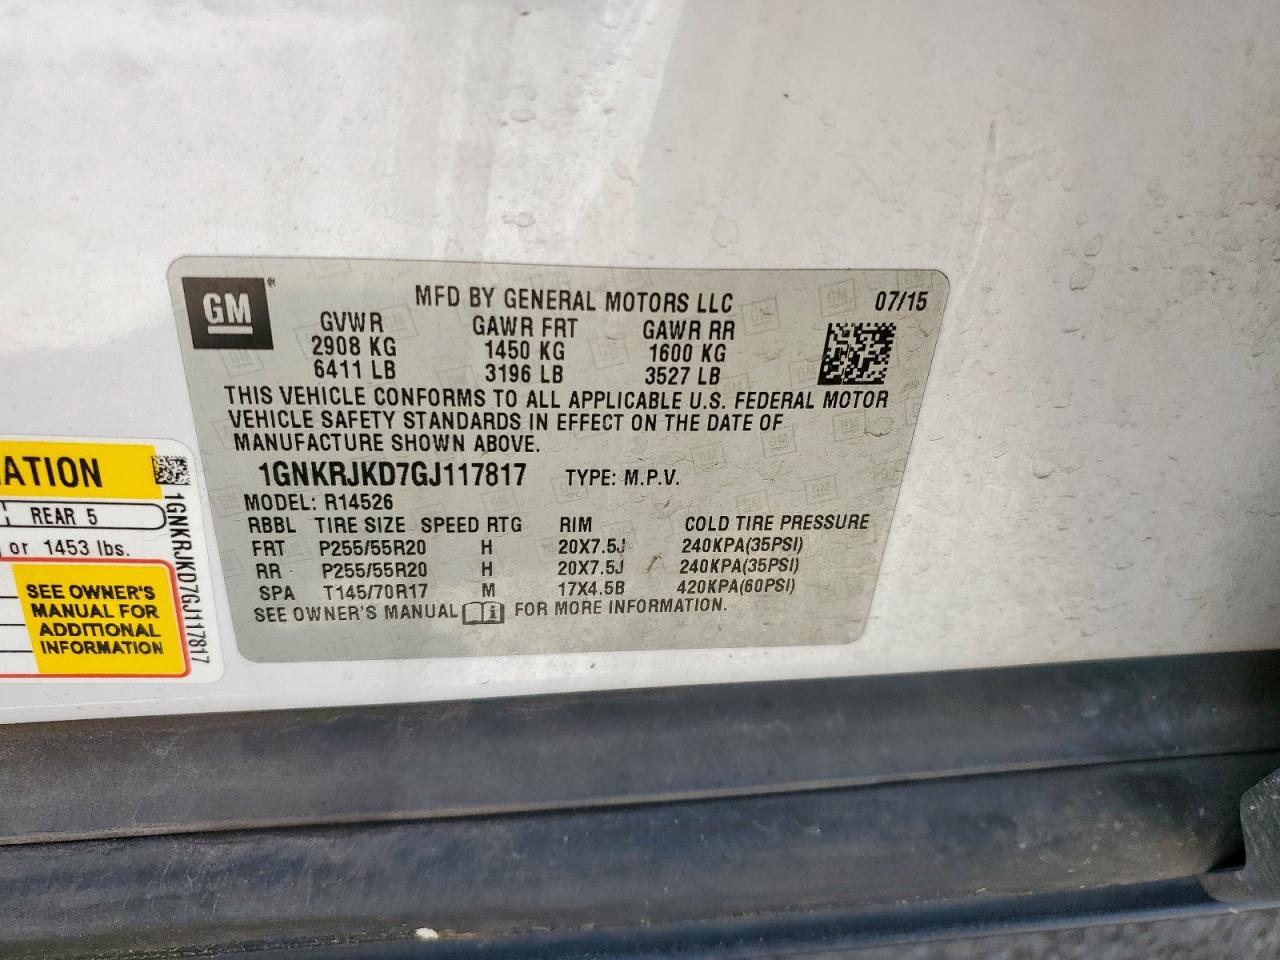 GM
MFD BY GENERAL MOTORS LLC 07/15
GVWR GAWR FRT GAWR RR
2908 KG 1450 KG 1600 KG
6411 LB 3196 LB 3527 LB
THIS VEHICLE CONFORMS TO ALL APPLICABLE U.S. FEDERAL MOTOR
VEHICLE SAFETY STANDARDS IN EFFECT ON THE DATE OF
MANUFACTURE SHOWN ABOVE.
1GNKRJKD7GJ117817 TYPE: M.P.V.
MODEL: R14526
RBBL TIRE SIZE SPEED RTG RIM COLD TIRE PRESSURE
FRT P255/55R20 H 20X7.5J 240KPA(35PSI)
RR P255/55R20 H 20X7.5J 240KPA(35PSI)
SPA T145/70R17 M 17X4.5B 420KPA(60PSI)
SEE OWNER'S MANUAL FOR MORE INFORMATION.
ATION
REAR 5
or 1453 lbs.
SEE OWNER'S
MANUAL FOR
ADDITIONAL
INFORMATION
1GNKRJKD7GJ117817